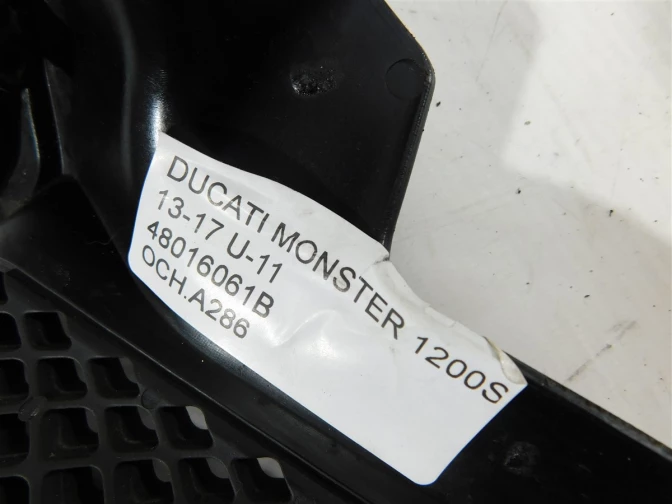 DUCATI MONSTER 1200S
13-17 U-11
48016061B
OCH.A286